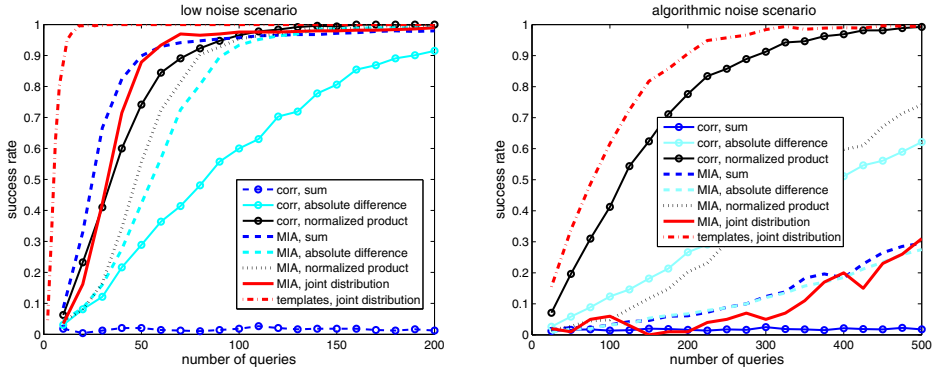 low noise scenario
1
0.9
0.8
0.7
0.6
0.5
0.4
0.3
0.2
0.1
0
success rate
0 50 100 150 200
number of queries
corr, sum
corr, absolute difference
corr, normalized product
MIA, sum
MIA, absolute difference
MIA, normalized product
MIA, joint distribution
templates, joint distribution
algorithmic noise scenario
1
0.9
0.8
0.7
0.6
0.5
0.4
0.3
0.2
0.1
0
success rate
0 100 200 300 400 500
number of queries
corr, sum
corr, absolute difference
corr, normalized product
MIA, sum
MIA, absolute difference
MIA, normalized product
MIA, joint distribution
templates, joint distribution